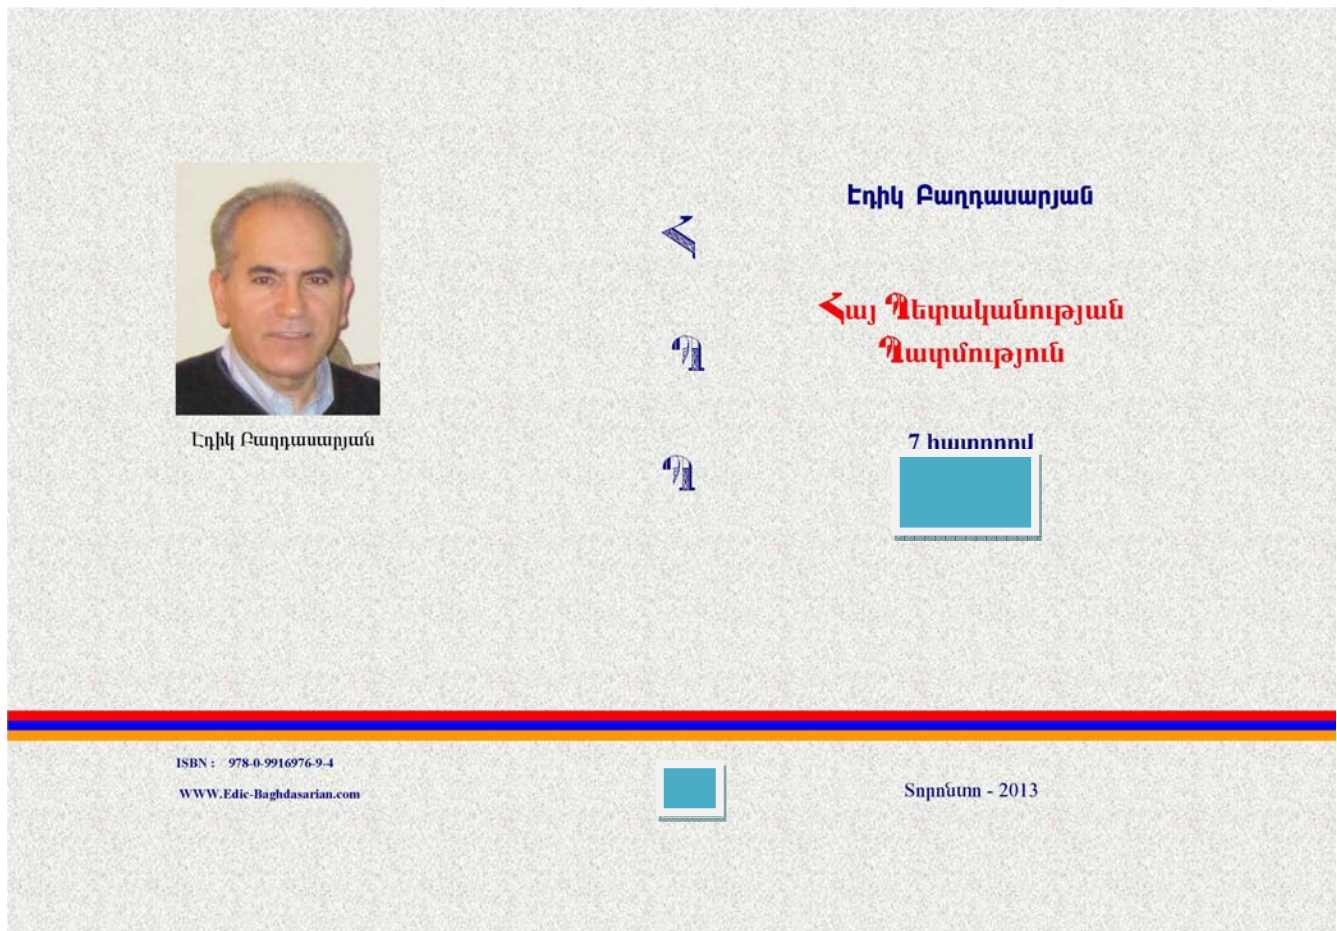 Էդիկ Բաղդասարյան
ISBN : 978-0-9916976-9-4
WWW.Edic-Baghdasarian.com
Հ
Պ
Պ
Էդիկ Բաղդասարյան
Հայ Պետականության
Պատմություն
7 հատորով
Տորոնտո - 2013